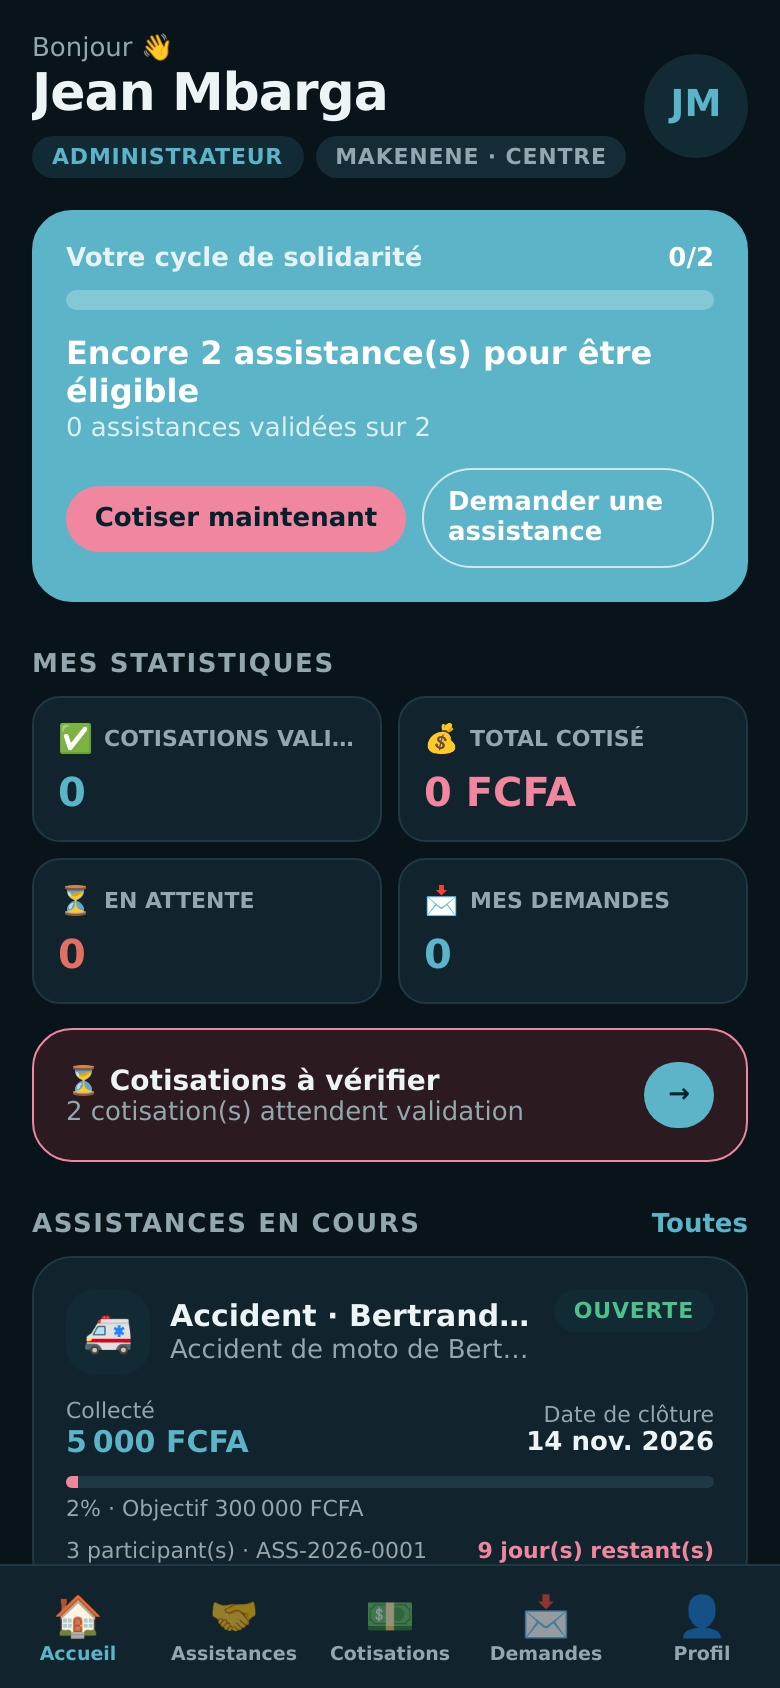 Bonjour 👋
Jean Mbarga
JM
ADMINISTRATEUR
MAKENENE · CENTRE
Votre cycle de solidarité
0/2
Encore 2 assistance(s) pour être
éligible
0 assistances validées sur 2
Cotiser maintenant
Demander une
assistance
MES STATISTIQUES
✅ COTISATIONS VALI...
0
💰 TOTAL COTISÉ
0 FCFA
⏳ EN ATTENTE
0
📩 MES DEMANDES
0
⏳ Cotisations à vérifier
2 cotisation(s) attendent validation
→
ASSISTANCES EN COURS
Toutes
Accident · Bertrand...
OUVERTE
Accident de moto de Bert...
Collecté
5 000 FCFA
Date de clôture
14 nov. 2026
2% · Objectif 300 000 FCFA
3 participant(s) · ASS-2026-0001
9 jour(s) restant(s)
Accueil
Assistances
Cotisations
Demandes
Profil